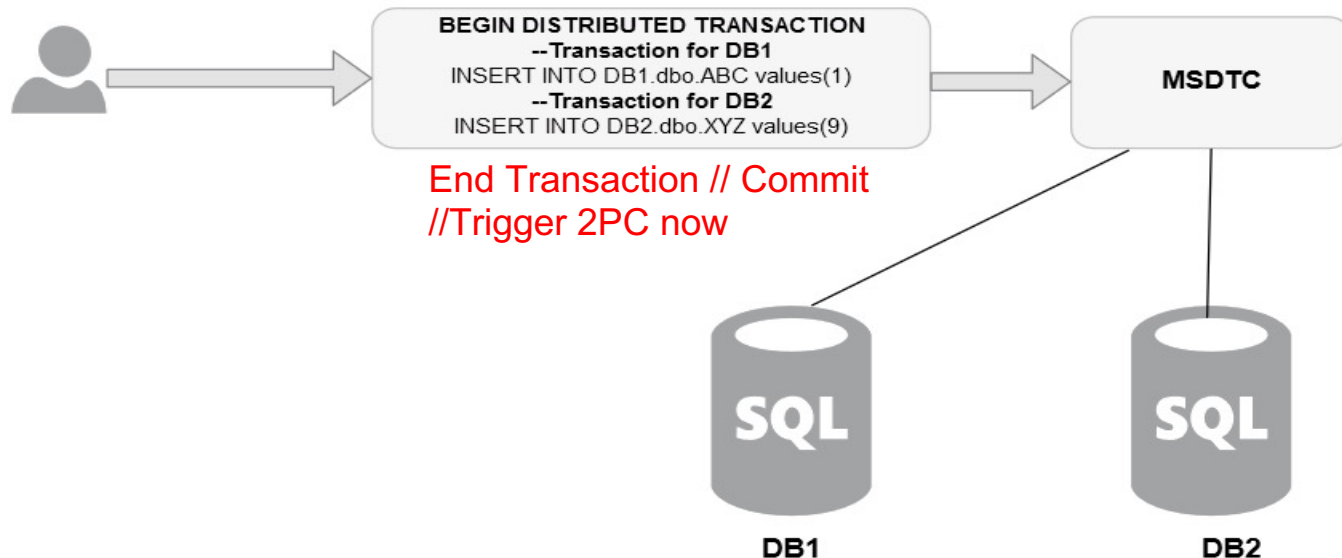 BEGIN DISTRIBUTED TRANSACTION
--Transaction for DB1
INSERT INTO DB1.dbo.ABC values(1)
--Transaction for DB2
INSERT INTO DB2.dbo.XYZ values(9)
MSDTC
End Transaction // Commit
//Trigger 2PC now
SQL
SQL
DB1
DB2